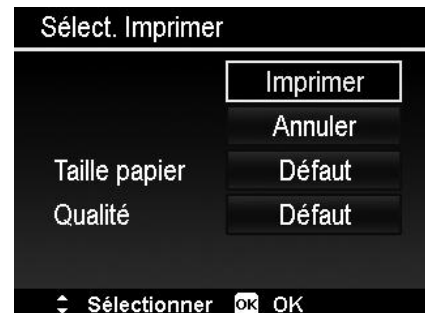 Sélect. Imprimer
Imprimer
Annuler
Taille papier Défaut
Qualité Défaut
Sélectionner OK OK